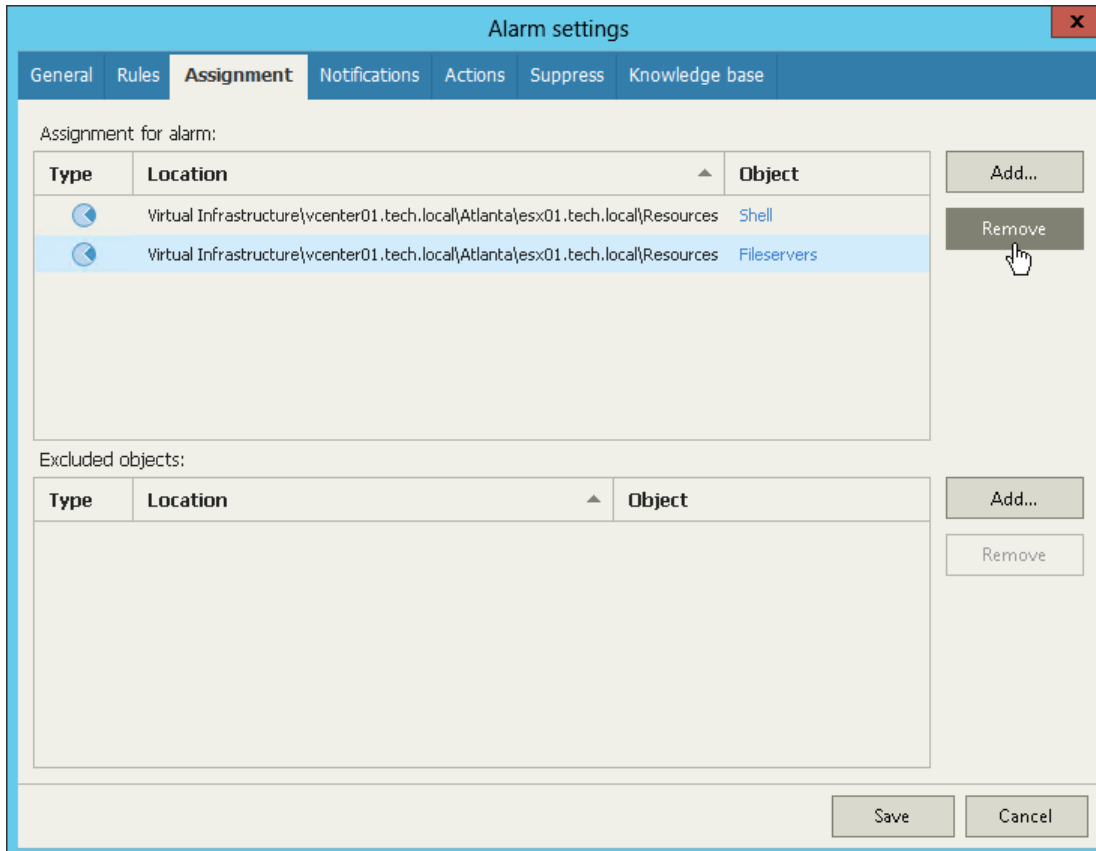 Alarm settings
x
General Rules Assignment Notifications Actions Suppress Knowledge base
Assignment for alarm:
Type Location Object Add...
Virtual Infrastructure\vcenter01.tech.local\Atlanta\esx01.tech.local\Resources Shell
Remove
Virtual Infrastructure\vcenter01.tech.local\Atlanta\esx01.tech.local\Resources Fileservers
Excluded objects:
Type Location Object Add...
Remove
Save Cancel